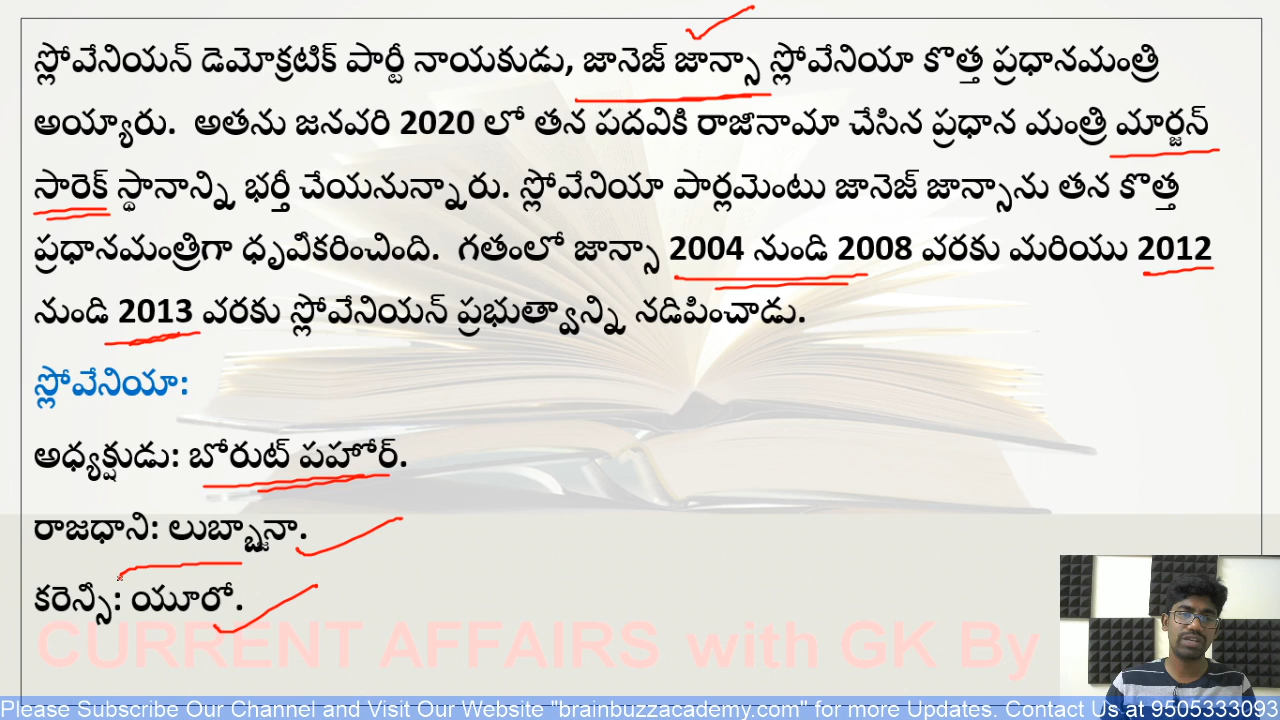 స్లోవేనియన్ డెమోక్రటిక్ పార్టీ నాయకుడు, జానెజ్ జాన్సా స్లోవేనియా కొత్త ప్రధానమంత్రి
అయ్యారు. అతను జనవరి 2020 లో తన పదవికి రాజీనామా చేసిన ప్రధాన మంత్రి మార్జన్
సారెక్ స్థానాన్ని భర్తీ చేయనున్నారు. స్లోవేనియా పార్లమెంటు జానెజ్ జాన్సాను తన కొత్త
ప్రధానమంత్రిగా ధృవీకరించింది. గతంలో జాన్సా 2004 నుండి 2008 వరకు మరియు 2012
నుండి 2013 వరకు స్లోవేనియన్ ప్రభుత్వాన్ని నడిపించాడు.
స్లోవేనియా:
అధ్యక్షుడు: బోరుట్ పహోర్.
రాజధాని: లుబ్బ్జానా.
కరెన్సీ: యూరో.
CURRENT AFFAIRS with GK By
Please Subscribe Our Channel and Visit Our Website "brainbuzzacademy.com" for more Updates. Contact Us at 9505333093